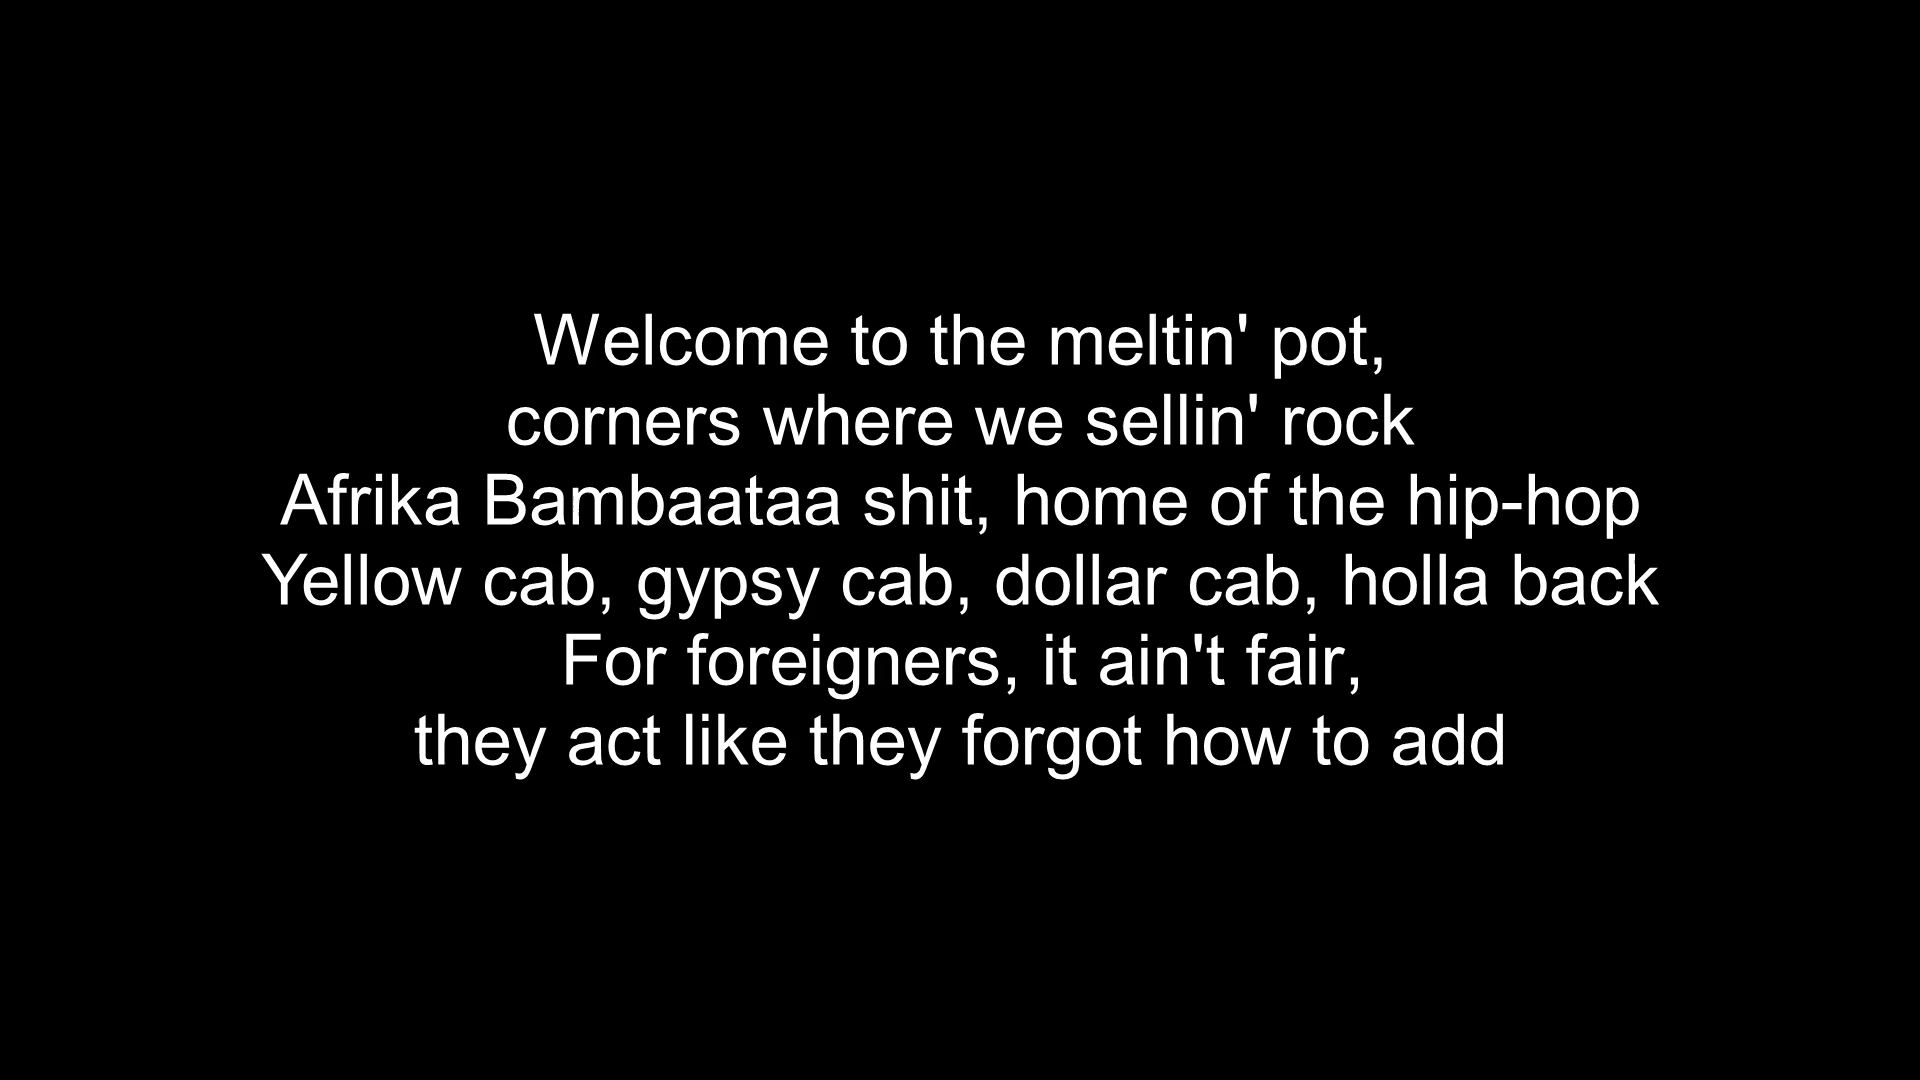 Welcome to the meltin' pot,
corners where we sellin' rock
Afrika Bambaataa shit, home of the hip-hop
Yellow cab, gypsy cab, dollar cab, holla back
For foreigners, it ain't fair,
they act like they forgot how to add